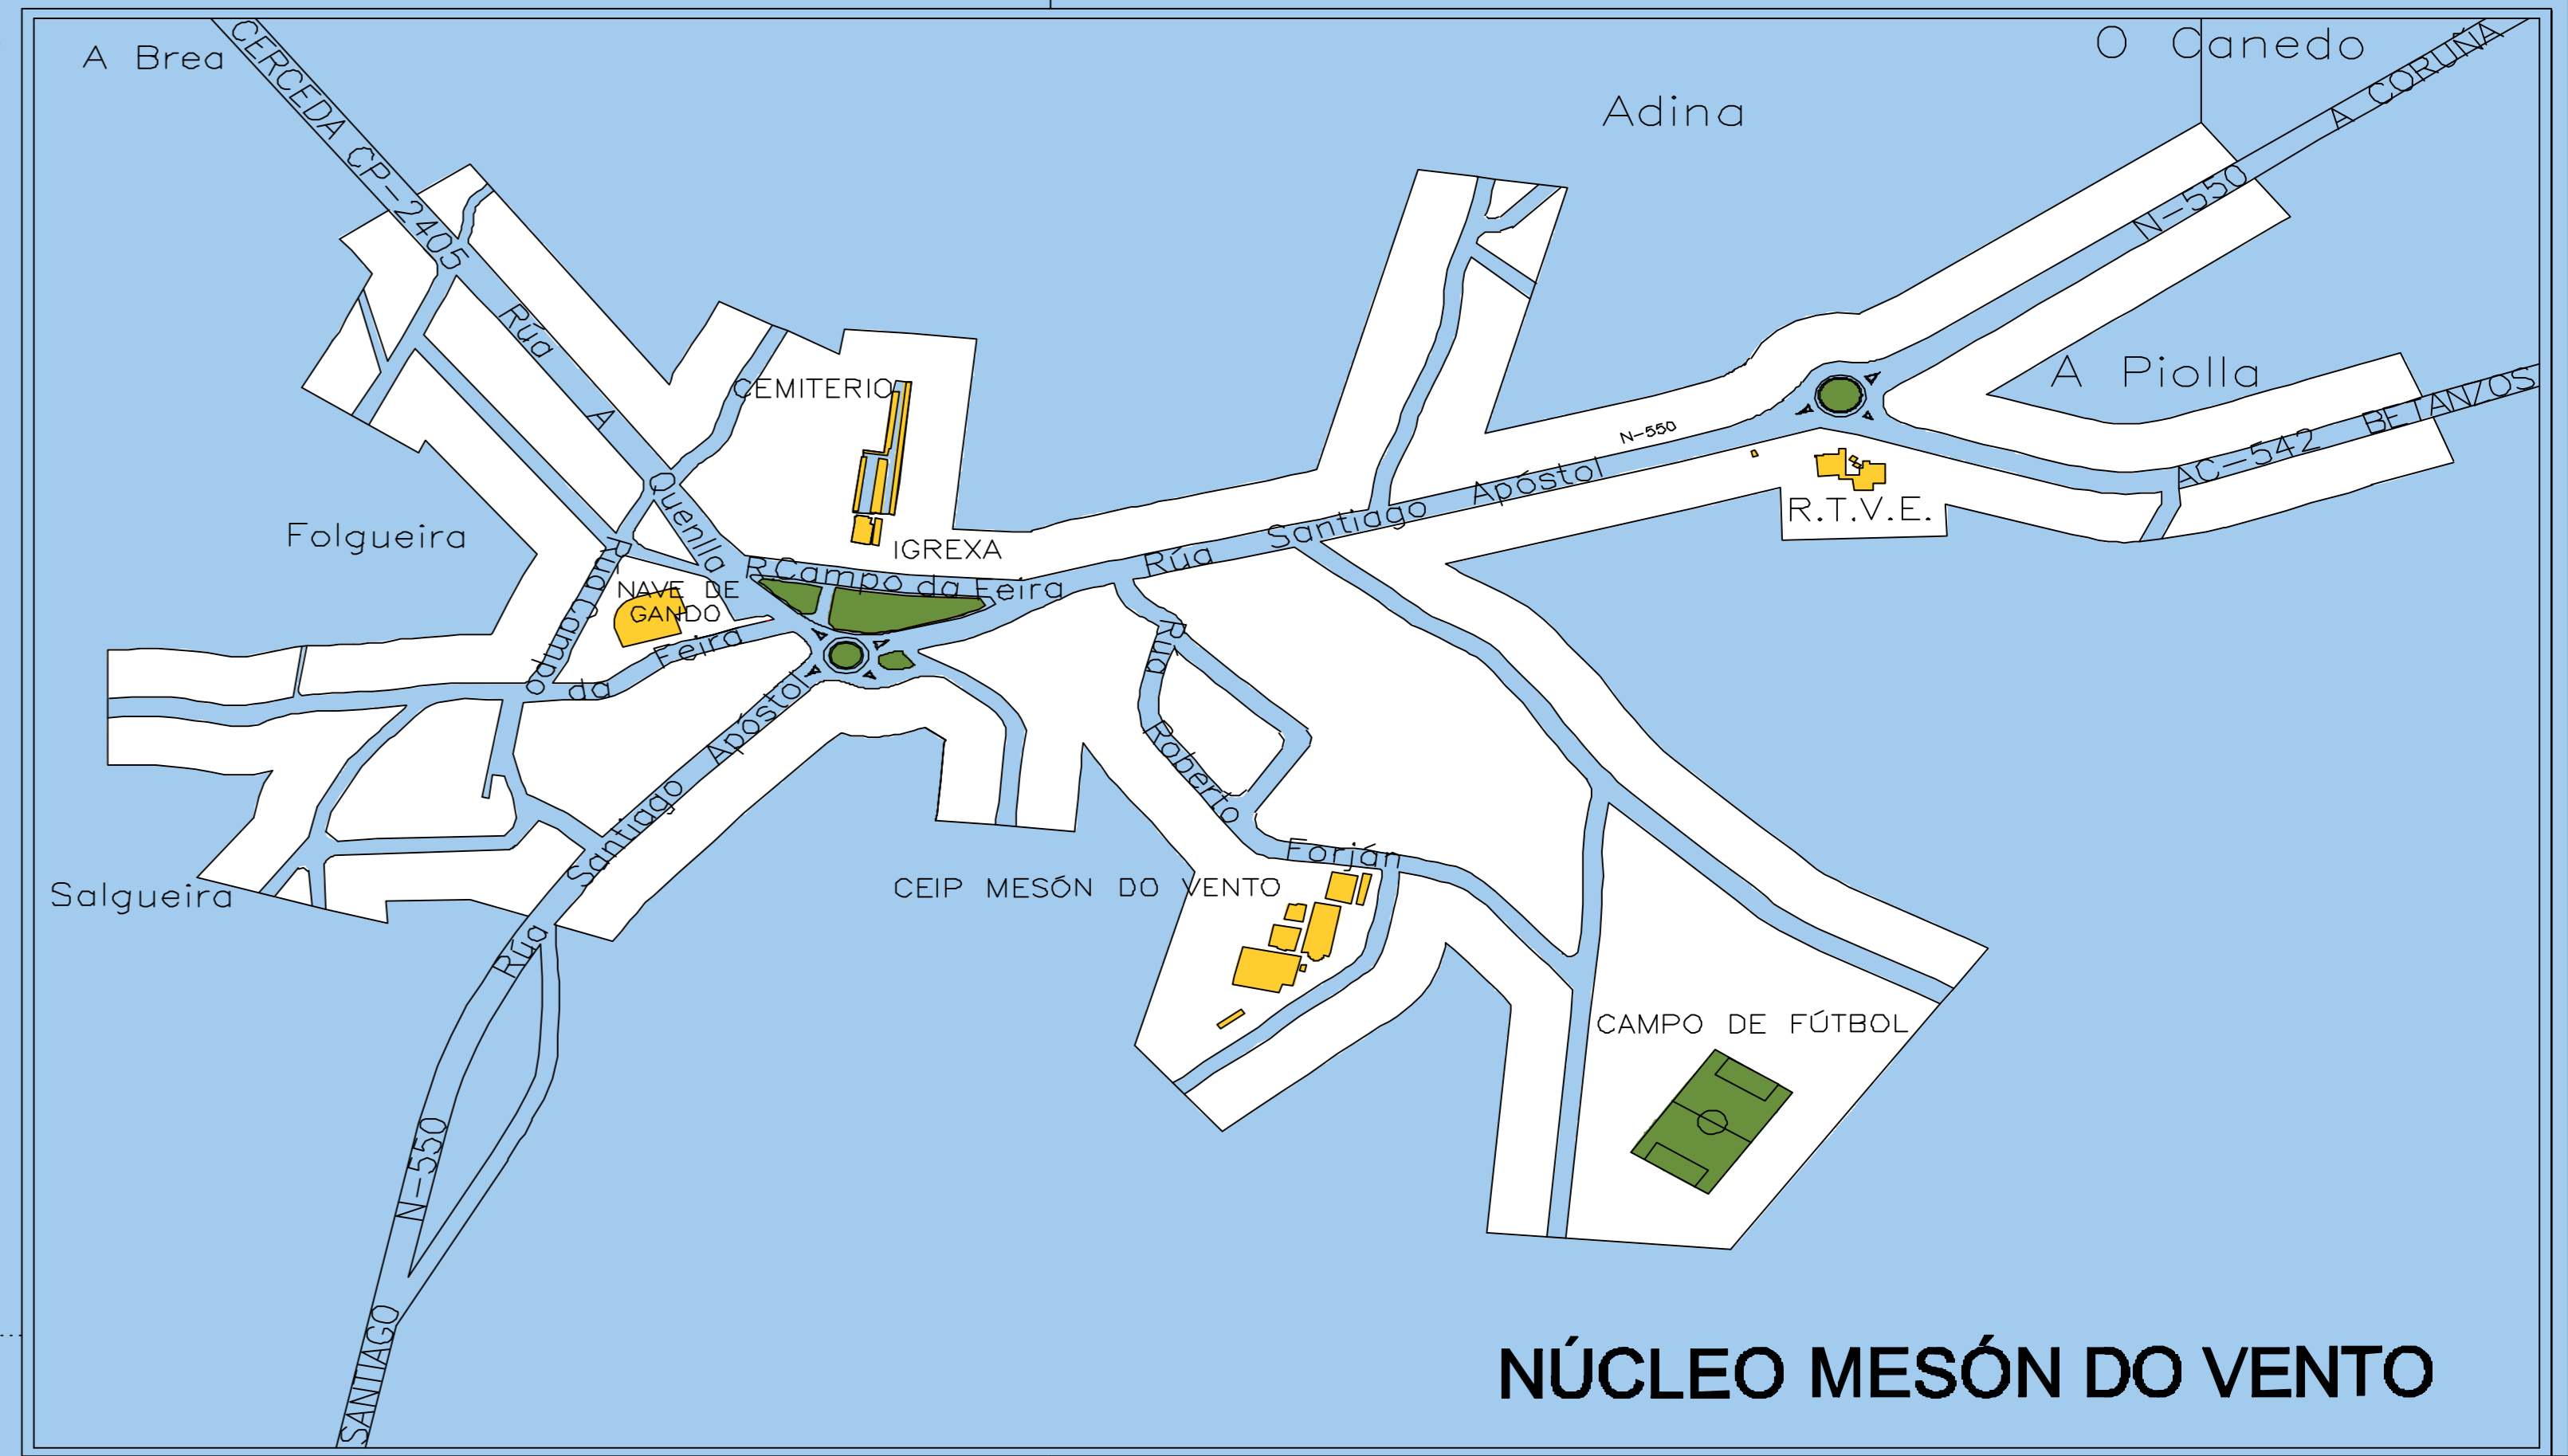 A Brea
CERCEDA CP-2405
O Canedo
A CORUÑA
Adina
N-550
Rúa A Quenlla
CEMITERIO
A Piolla
BETANZOS
AC-542
N-550
R.T.V.E.
Folgueira
IGREXA
R Campo da Feira
Rúa Santiago Apóstol
NAVE DE
GANDO
Rúa Campo da Feira
Rúa Roberto Forján
Rúa Santiago Apóstol
Salgueira
CEIP MESÓN DO VENTO
CAMPO DE FÚTBOL
N-550
SANTIAGO
NÚCLEO MESÓN DO VENTO